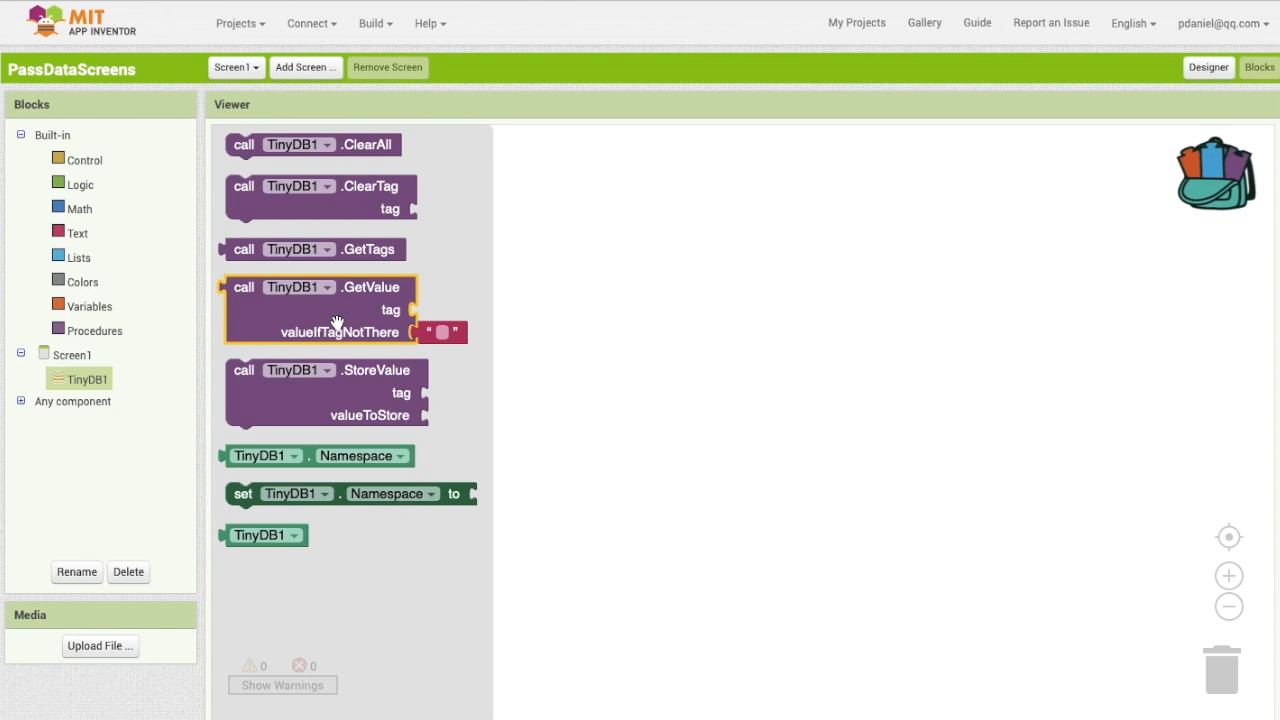 MIT
APP INVENTOR
Projects Connect Build Help
My Projects Gallery Guide Report an Issue English pdaniel@qq.com
PassDataScreens
Screen1 Add Screen ... Remove Screen
Designer Blocks
Blocks
Viewer
Built-in
Control
Logic
Math
Text
Lists
Colors
Variables
Procedures
Screen1
TinyDB1
Any component
Rename Delete
Media
Upload File ...
call TinyDB1 .ClearAll
call TinyDB1 .ClearTag
tag
call TinyDB1 .GetTags
call TinyDB1 .GetValue
tag
valueIfTagNotThere " "
call TinyDB1 .StoreValue
tag
valueToStore
TinyDB1 . Namespace
set TinyDB1 . Namespace to
TinyDB1
0 0
Show Warnings